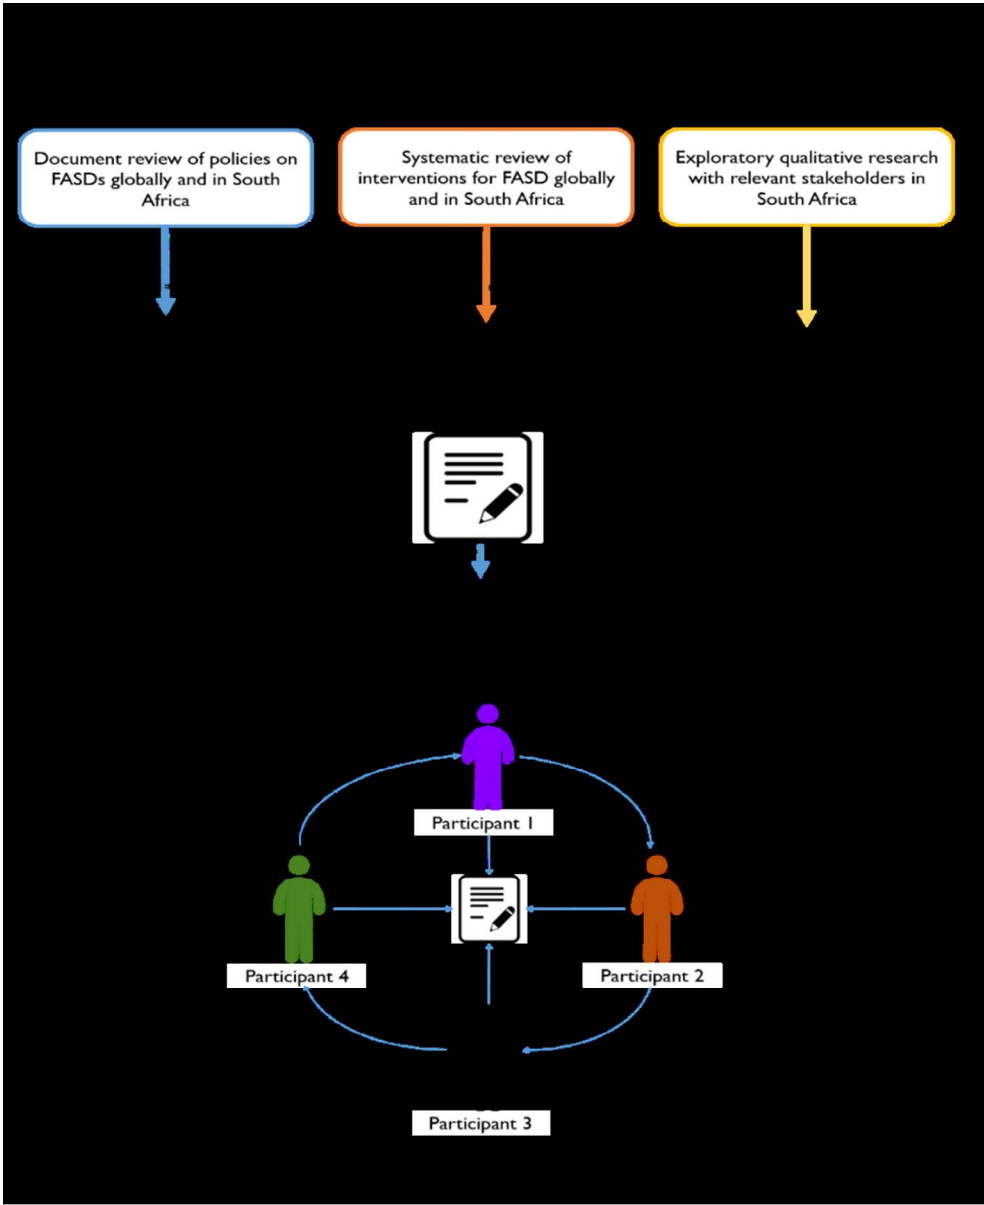 Document review of policies on
FASDs globally and in South
Africa
Systematic review of
interventions for FASD globally
and in South Africa
Exploratory qualitative research
with relevant stakeholders in
South Africa
Participant 1
Participant 4
Participant 2
Participant 3